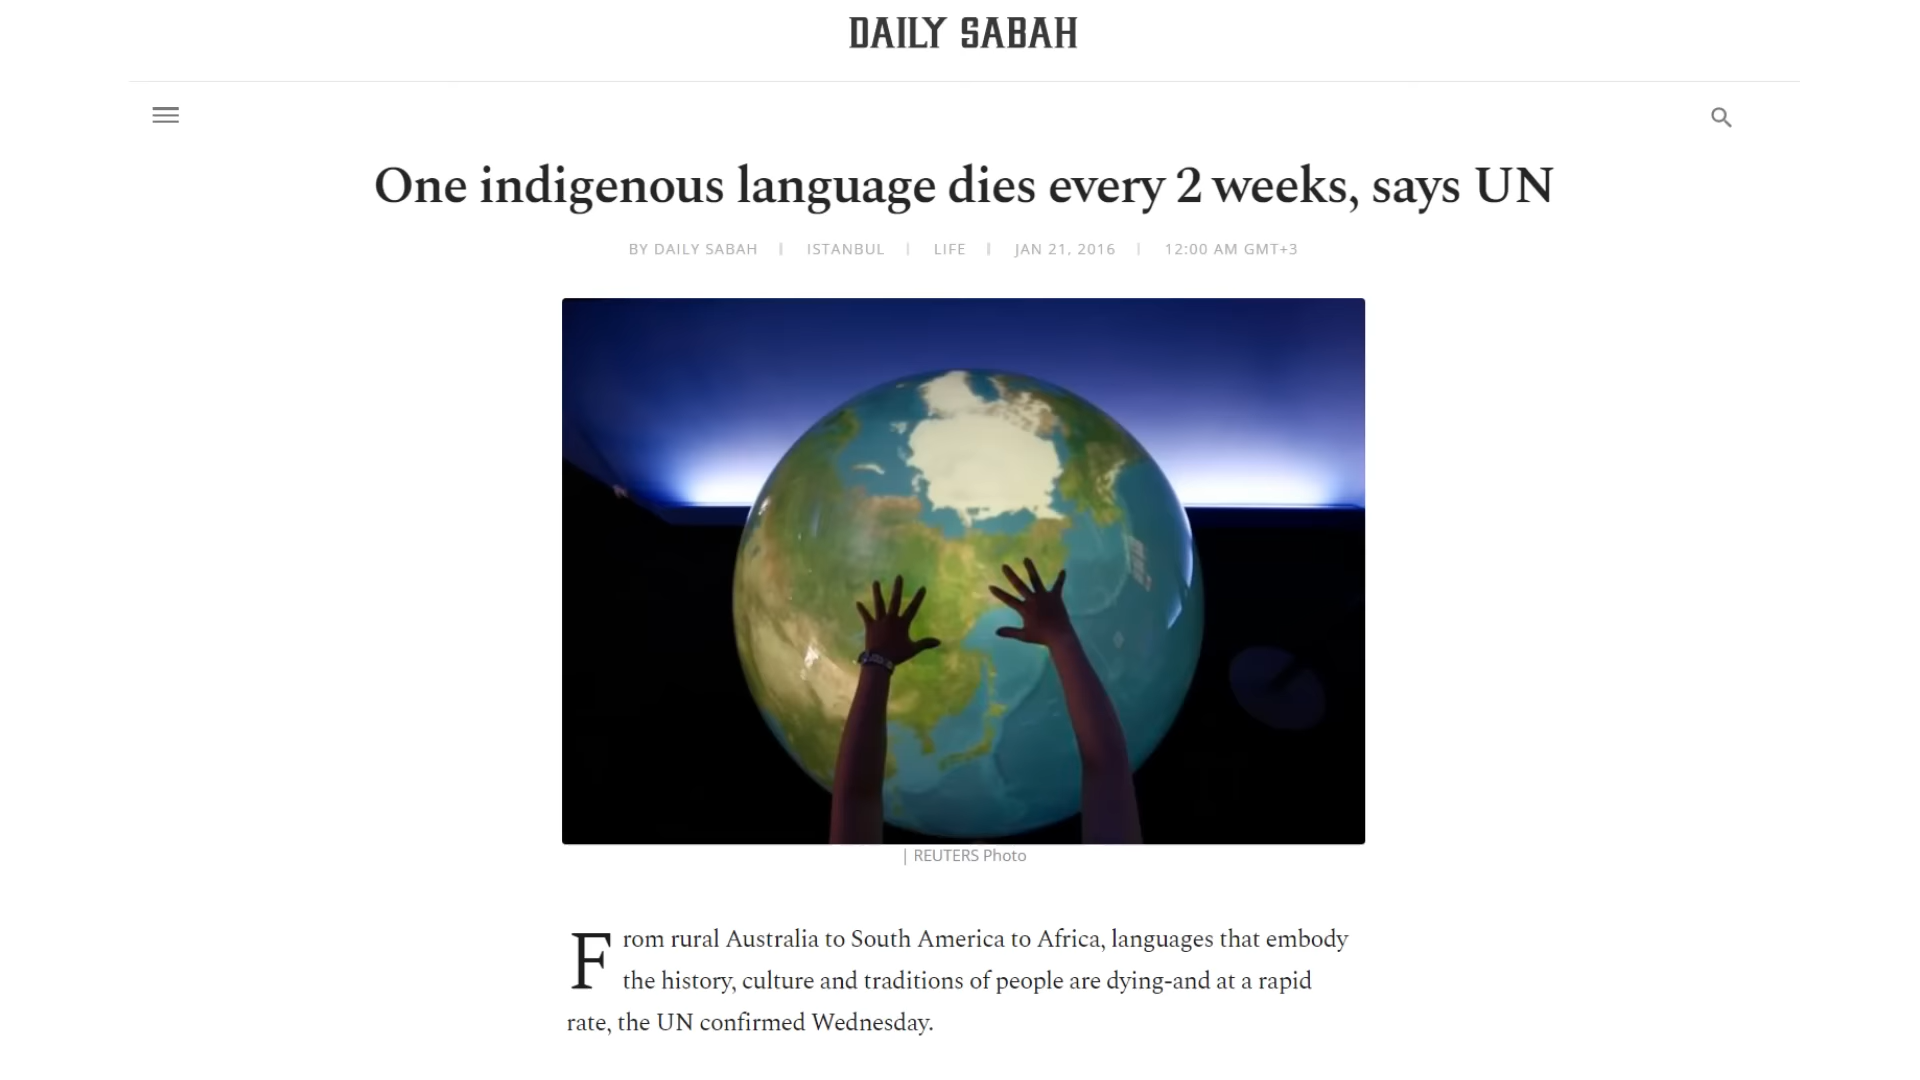 DAILY SABAH
One indigenous language dies every 2 weeks, says UN
BY DAILY SABAH | ISTANBUL | LIFE | JAN 21, 2016 | 12:00 AM GMT+3
| REUTERS Photo
From rural Australia to South America to Africa, languages that embody
the history, culture and traditions of people are dying-and at a rapid
rate, the UN confirmed Wednesday.